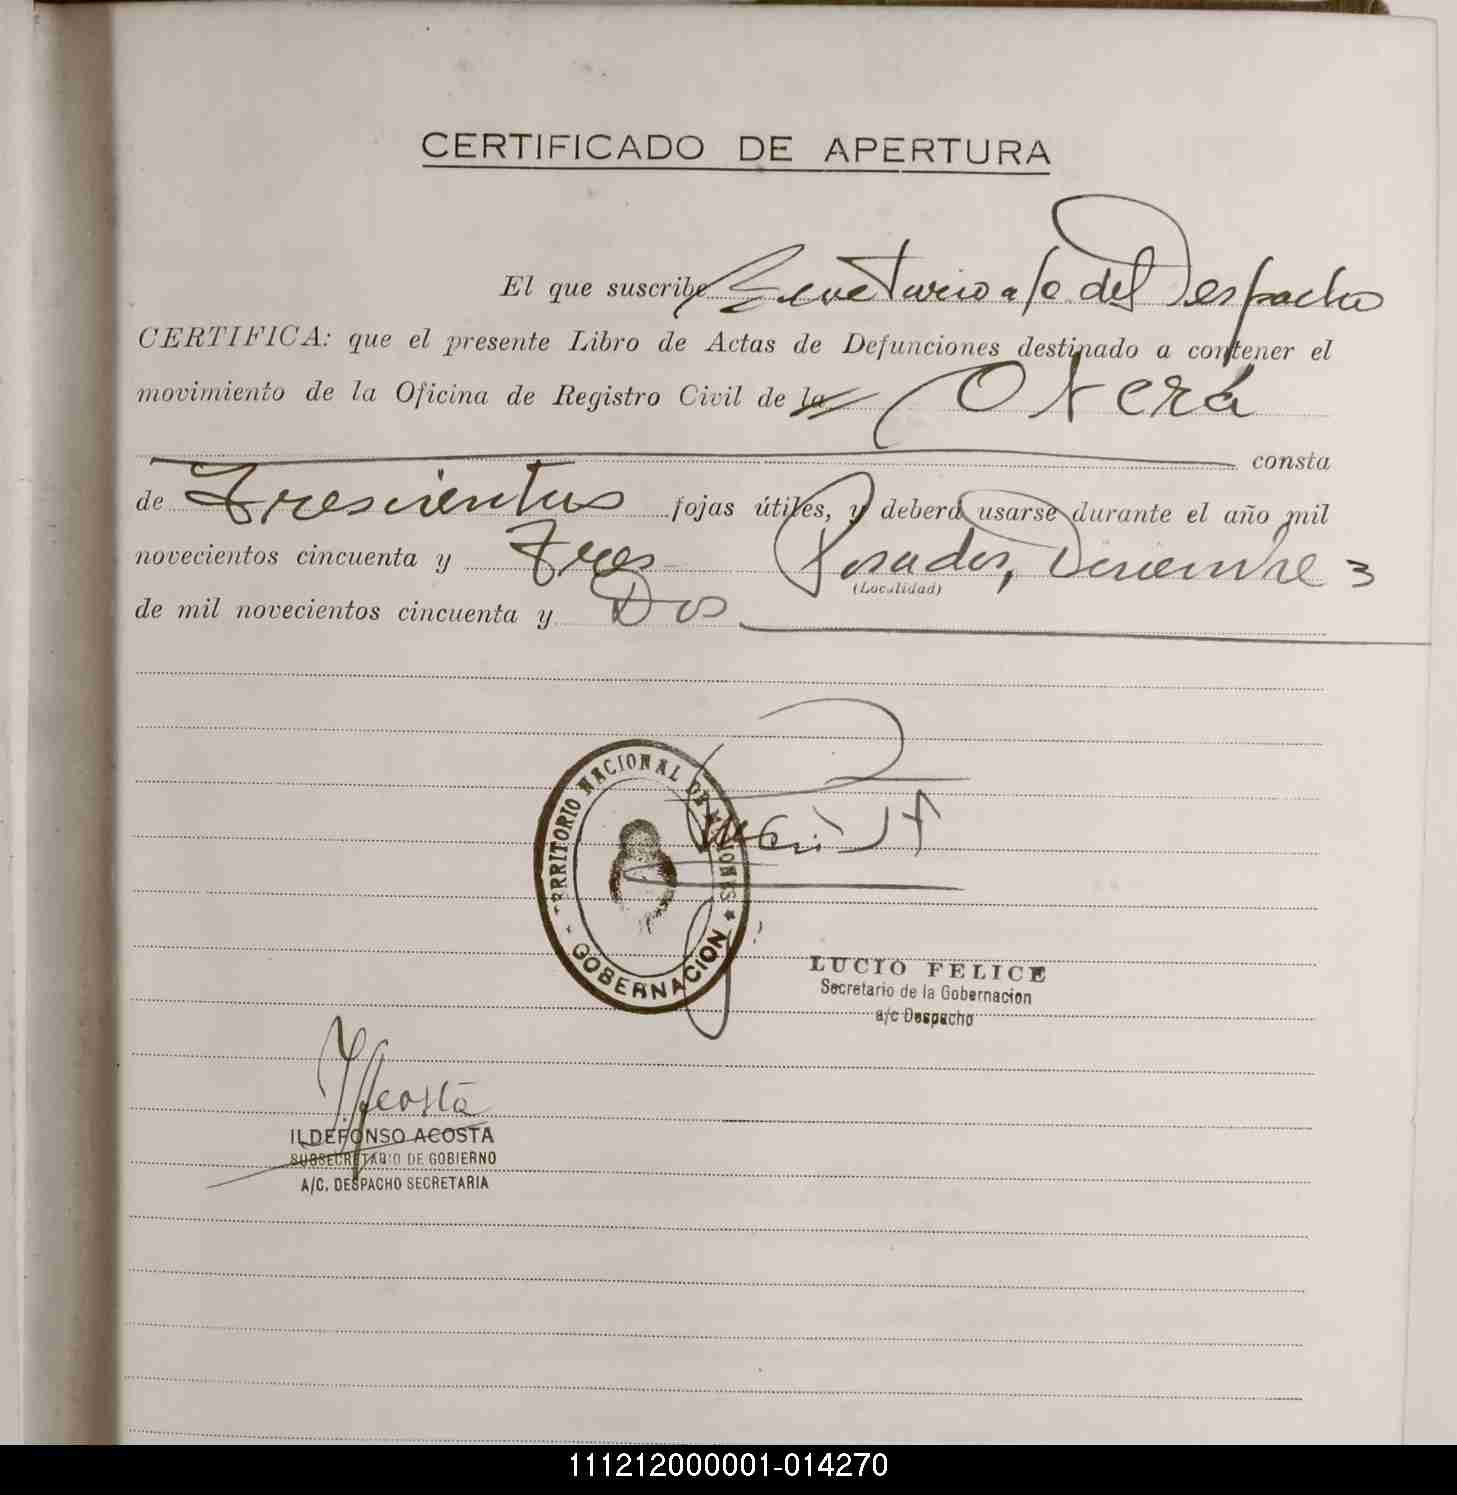 CERTIFICADO DE APERTURA
El que suscribe Secretario a/c del Despacho
CERTIFICA: que el presente Libro de Actas de Defunciones destinado a contener el
movimiento de la Oficina de Registro Civil de la Oberá
consta
de Trescientas fojas útiles, y deberá usarse durante el año mil
novecientos cincuenta y Tres Posadas, Diciembre 3
(Localidad)
de mil novecientos cincuenta y Dos
TERRITORIO NACIONAL DE MISIONES
GOBERNACION
LUCIO FELICE
Secretario de la Gobernacion
a/c Despacho
Acosta
ILDEFONSO ACOSTA
SUBSECRETARIO DE GOBIERNO
A/C. DESPACHO SECRETARIA
111212000001-014270